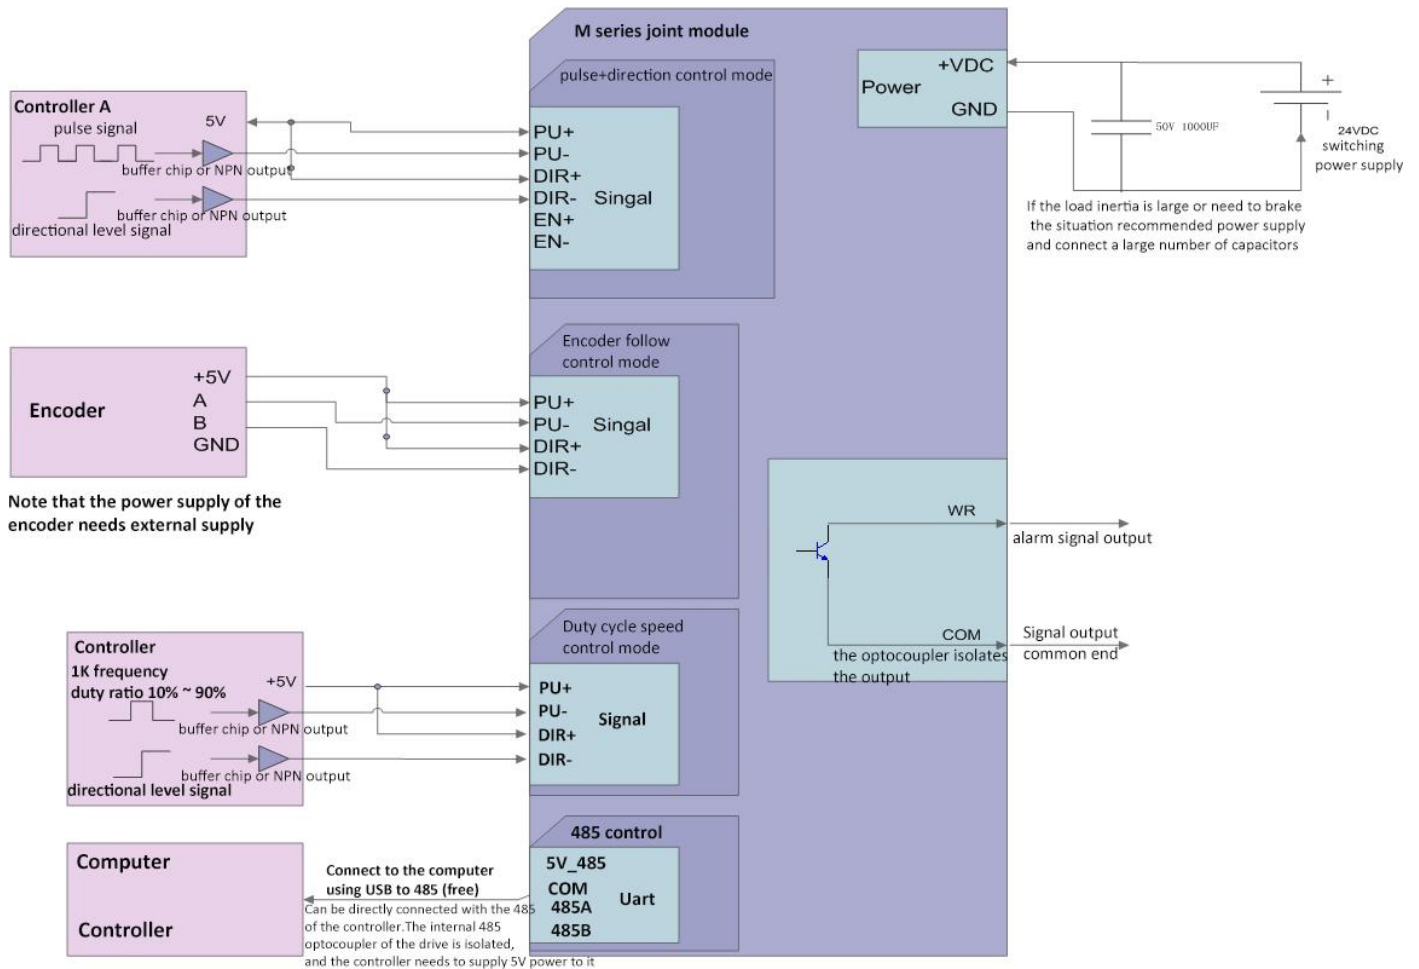 M series joint module
pulse+direction control mode
Controller A
pulse signal
5V
buffer chip or NPN output
buffer chip or NPN output
directional level signal
PU+
PU-
DIR+
DIR-
EN+
EN-
Singal
Power
+VDC
GND
50V 1000UF
+
24VDC
switching
power supply
If the load inertia is large or need to brake
the situation recommended power supply
and connect a large number of capacitors
Encoder follow
control mode
Encoder
+5V
A
B
GND
PU+
PU-
DIR+
DIR-
Singal
Note that the power supply of the
encoder needs external supply
WR
alarm signal output
COM
Signal output
common end
the optocoupler isolates
the output
Duty cycle speed
control mode
Controller
1K frequency
duty ratio 10% ~ 90%
+5V
buffer chip or NPN output
buffer chip or NPN output
directional level signal
PU+
PU-
DIR+
DIR-
Signal
485 control
Computer
Controller
Connect to the computer
using USB to 485 (free)
Can be directly connected with the 485
of the controller.The internal 485
optocoupler of the drive is isolated,
and the controller needs to supply 5V power to it
5V_485
COM
485A
485B
Uart